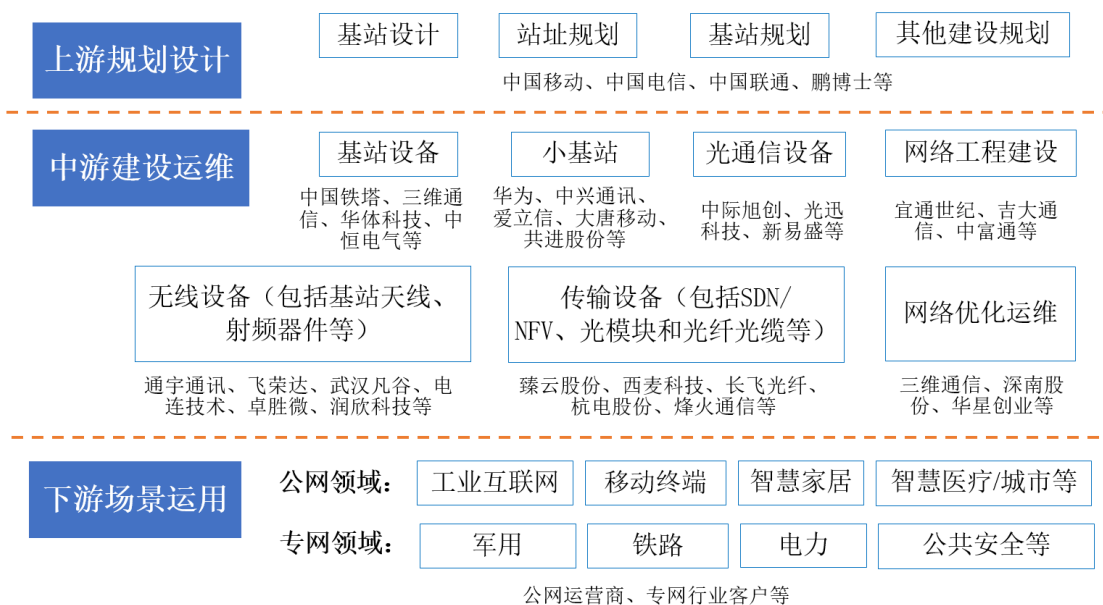 上游规划设计
基站设计
站址规划
基站规划
其他建设规划
中国移动、中国电信、中国联通、鹏博士等
中游建设运维
基站设备
小基站
光通信设备
网络工程建设
中国铁塔、三维通
信、华体科技、中
恒电气等
华为、中兴通讯、
爱立信、大唐移动、
共进股份等
中际旭创、光迅
科技、新易盛等
宜通世纪、吉大通
信、中富通等
无线设备（包括基站天线、
射频器件等）
传输设备（包括SDN/
NFV、光模块和光纤光缆等）
网络优化运维
通宇通讯、飞荣达、武汉凡谷、电
连技术、卓胜微、润欣科技等
臻云股份、西麦科技、长飞光纤、
杭电股份、烽火通信等
三维通信、深南股
份、华星创业等
下游场景运用
公网领域：
工业互联网
移动终端
智慧家居
智慧医疗/城市等
专网领域：
军用
铁路
电力
公共安全等
公网运营商、专网行业客户等